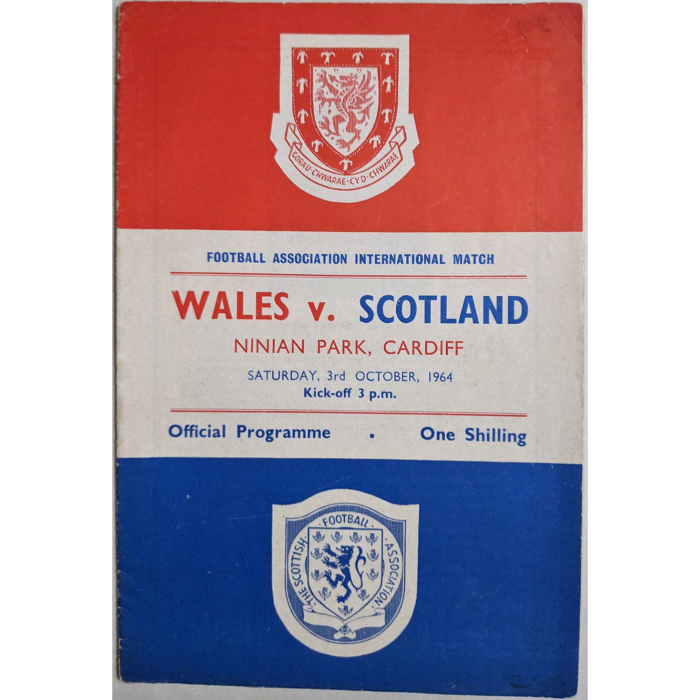 GORAU·CHWARAE·CYD·CHWARAE
FOOTBALL ASSOCIATION INTERNATIONAL MATCH
WALES v. SCOTLAND
NINIAN PARK, CARDIFF
SATURDAY, 3rd OCTOBER, 1964
Kick-off 3 p.m.
Official Programme • One Shilling
·THE SCOTTISH·FOOTBALL·ASSOCIATION·